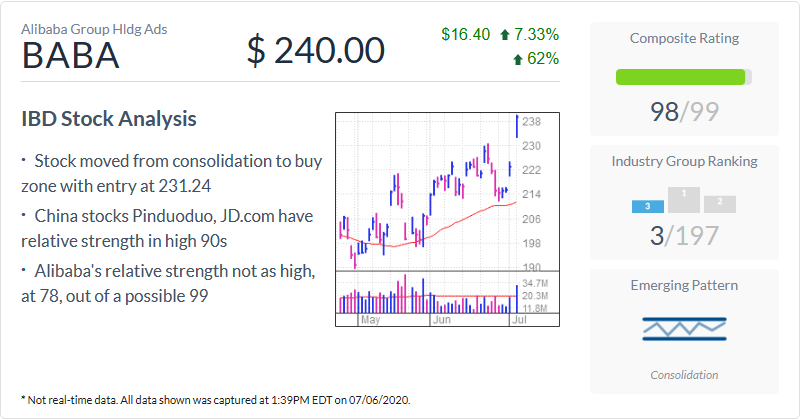 Alibaba Group Hldg Ads
BABA
$ 240.00
$16.40 7.33%
62%
IBD Stock Analysis
· Stock moved from consolidation to buy
zone with entry at 231.24
· China stocks Pinduoduo, JD.com have
relative strength in high 90s
· Alibaba's relative strength not as high,
at 78, out of a possible 99
238
230
222
214
206
198
190
34.7M
20.3M
11.8M
May Jun Jul
Composite Rating
98/99
Industry Group Ranking
3 1 2
3/197
Emerging Pattern
Consolidation
* Not real-time data. All data shown was captured at 1:39PM EDT on 07/06/2020.